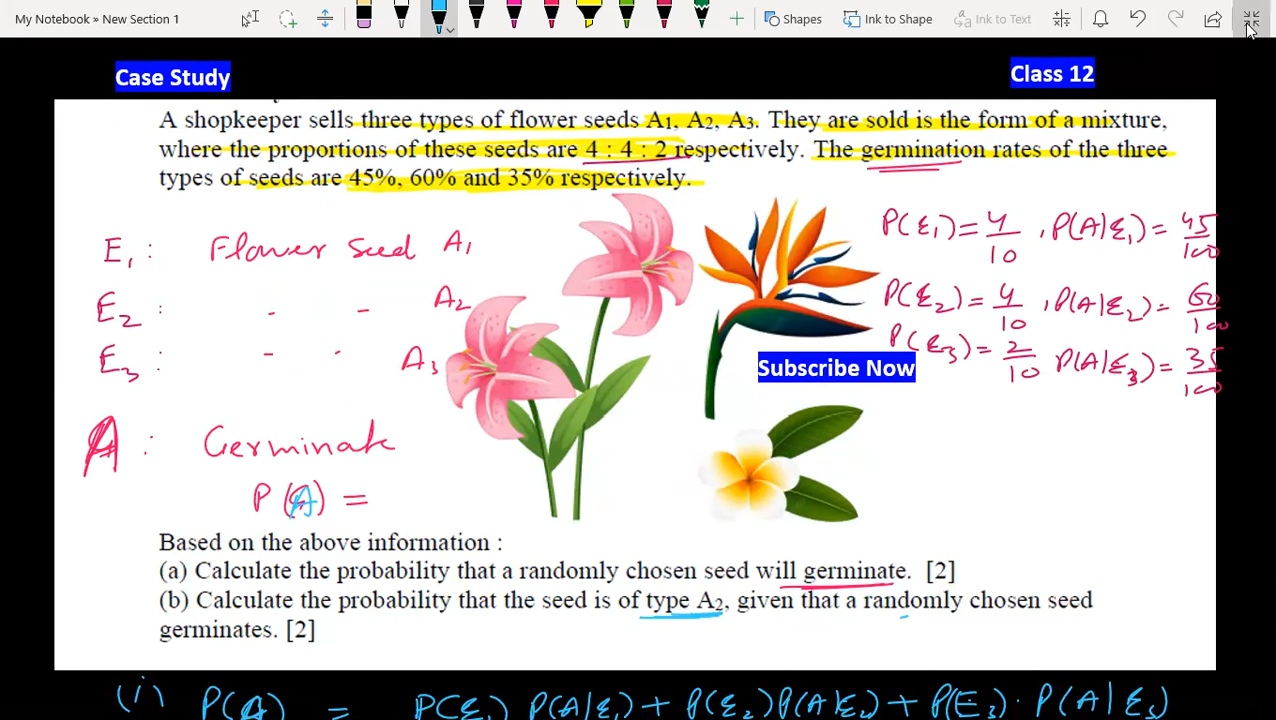 My Notebook » New Section 1
Shapes
Ink to Shape
Ink to Text
Case Study
Class 12
A shopkeeper sells three types of flower seeds A₁, A₂, A₃. They are sold is the form of a mixture,
where the proportions of these seeds are 4 : 4 : 2 respectively. The germination rates of the three
types of seeds are 45%, 60% and 35% respectively.
E₁ : Flower seed A₁
E₂ : - - A₂
E₃ : - - A₃
P(E₁) = 4/10 , P(A|E₁) = 45/100
P(E₂) = 4/10 , P(A|E₂) = 60/100
P(E₃) = 2/10 P(A|E₃) = 35/100
Subscribe Now
A : Germinate
P(A) =
Based on the above information :
(a) Calculate the probability that a randomly chosen seed will germinate. [2]
(b) Calculate the probability that the seed is of type A₂, given that a randomly chosen seed
germinates. [2]
(i) P(A) = P(E₁) P(A|E₁) + P(E₂) P(A|E₂) + P(E₃) · P(A|E₃)